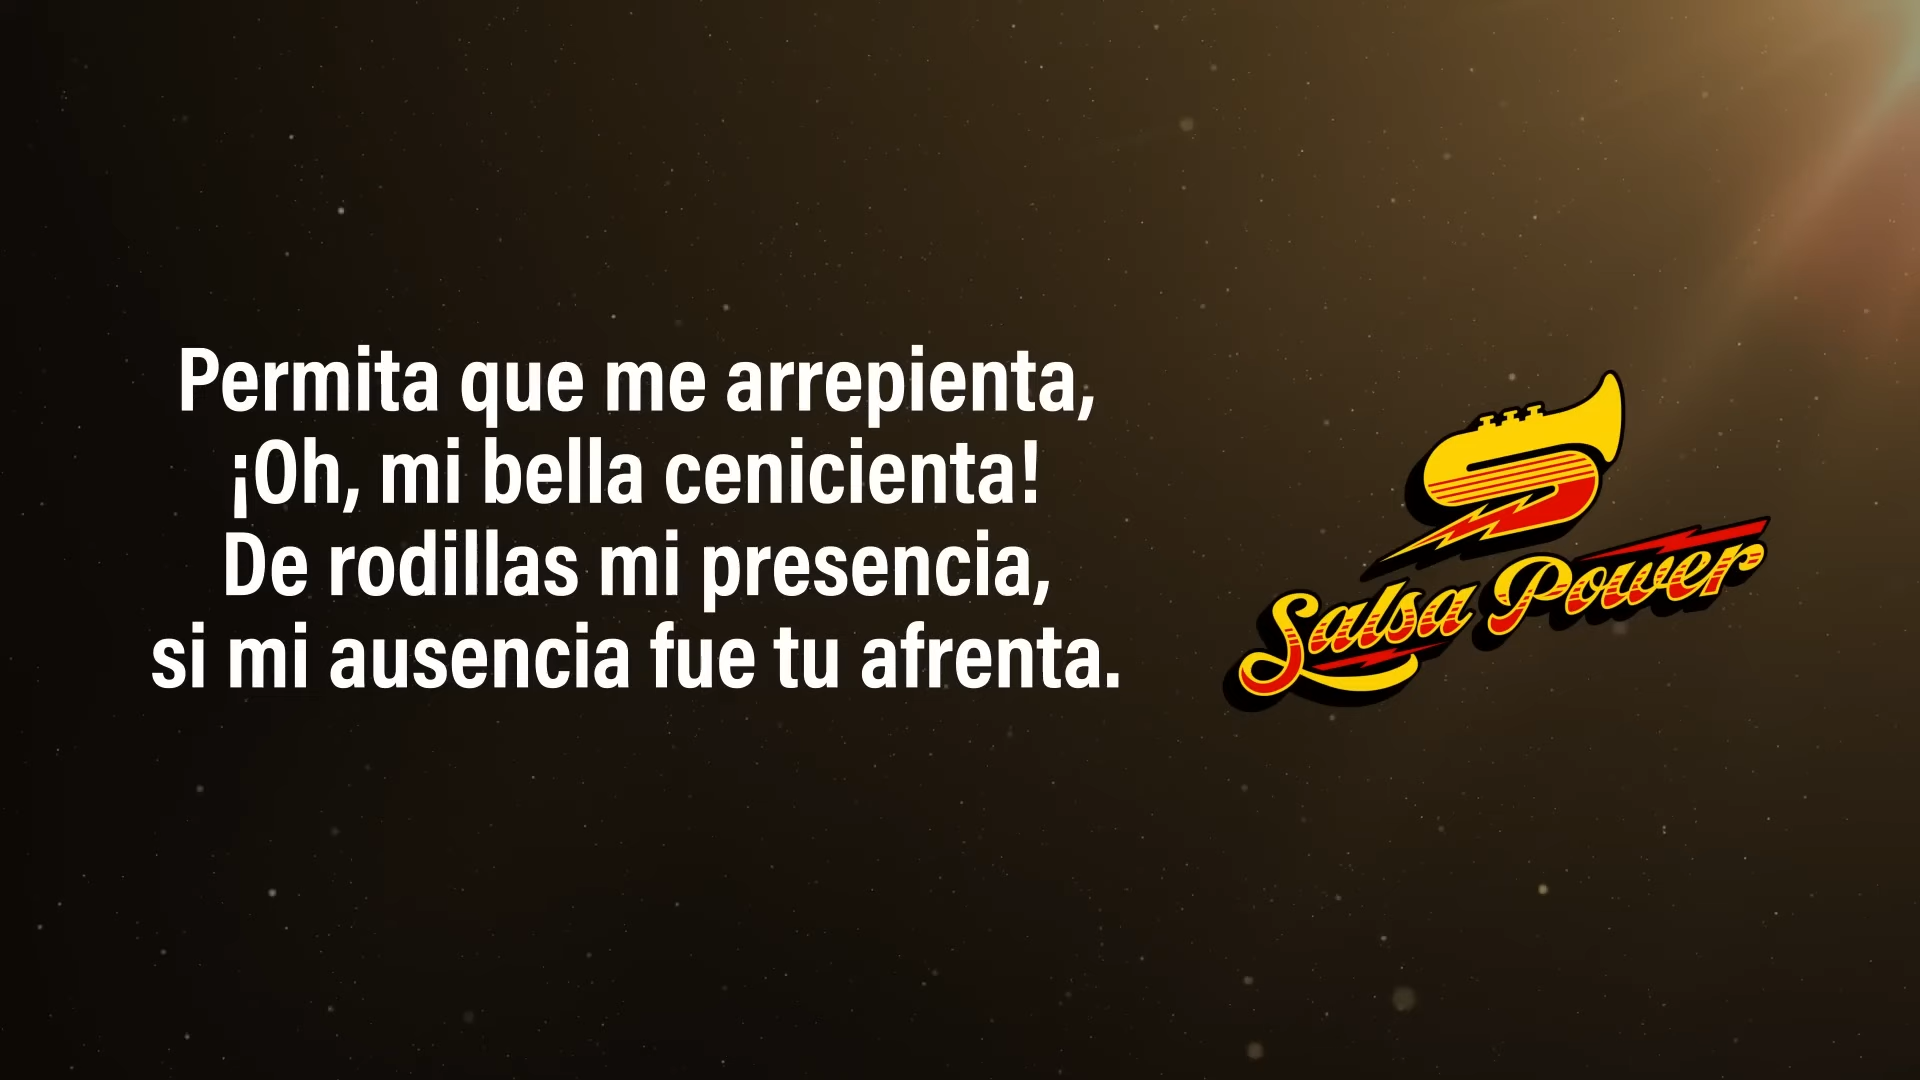 Permita que me arrepienta,
¡Oh, mi bella cenicienta!
De rodillas mi presencia,
si mi ausencia fue tu afrenta.
Salsa Power